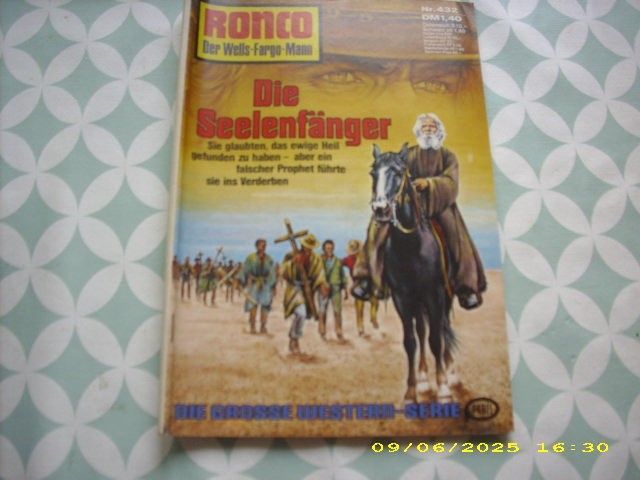 RONCO
Der Wells-Fargo-Mann
Nr. 432
DM 1,40
Die
Seelenfänger
Sie glaubten, das ewige Heil
gefunden zu haben – aber ein
falscher Prophet führte
sie ins Verderben
DIE GROSSE WESTERN-SERIE
09/06/2025 16:30